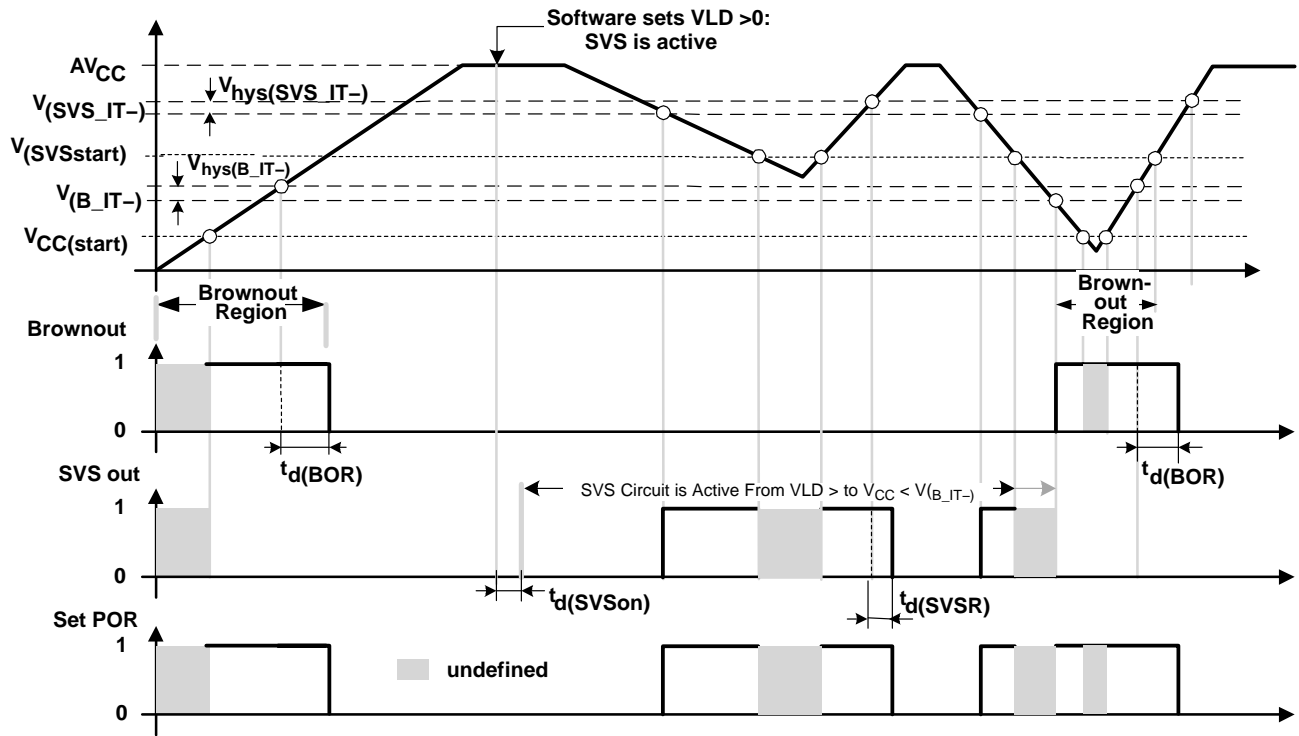 Software sets VLD >0:
SVS is active
AVCC
Vhys(SVS_IT–)
V(SVS_IT–)
V(SVSstart)
Vhys(B_IT–)
V(B_IT–)
VCC(start)
Brownout
Region
Brown-
out
Region
Brownout
1
0
td(BOR)
td(BOR)
SVS out
SVS Circuit is Active From VLD > to VCC < V(B_IT–)
1
0
td(SVSon)
td(SVSR)
Set POR
1
undefined
0